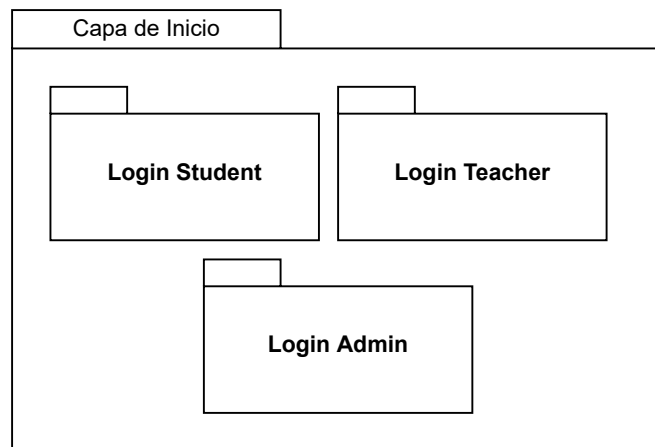 Capa de Inicio
Login Student
Login Teacher
Login Admin